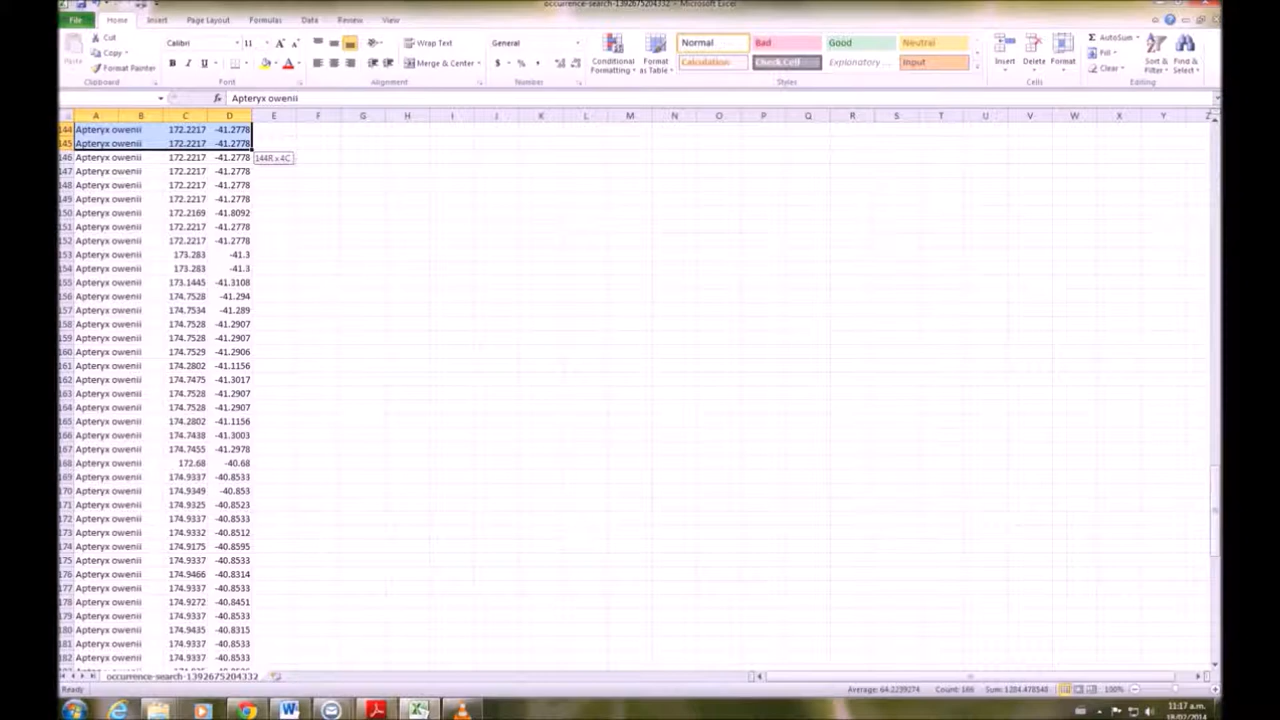 occurrence-search-1392675204332 - Microsoft Excel
File Home Insert Page Layout Formulas Data Review View
Cut
Copy
Format Painter
Paste
Calibri 11
Wrap Text
Merge & Center
General
Conditional Formatting
Format as Table
Normal Bad Good Neutral
Calculation Check Cell Explanatory ... Input
Insert Delete Format
AutoSum
Fill
Clear
Sort & Filter
Find & Select
Clipboard Font Alignment Number Styles Cells Editing
fx Apteryx owenii
A B C D E F G H I J K L M N O P Q R S T U V W X Y Z
144 Apteryx owenii 172.2217 -41.2778
145 Apteryx owenii 172.2217 -41.2778
146 Apteryx owenii 172.2217 -41.2778 144R x 4C
147 Apteryx owenii 172.2217 -41.2778
148 Apteryx owenii 172.2217 -41.2778
149 Apteryx owenii 172.2217 -41.2778
150 Apteryx owenii 172.2169 -41.8092
151 Apteryx owenii 172.2217 -41.2778
152 Apteryx owenii 172.2217 -41.2778
153 Apteryx owenii 173.283 -41.3
154 Apteryx owenii 173.283 -41.3
155 Apteryx owenii 173.1445 -41.3108
156 Apteryx owenii 174.7528 -41.294
157 Apteryx owenii 174.7534 -41.289
158 Apteryx owenii 174.7528 -41.2907
159 Apteryx owenii 174.7528 -41.2907
160 Apteryx owenii 174.7529 -41.2906
161 Apteryx owenii 174.2802 -41.1156
162 Apteryx owenii 174.7475 -41.3017
163 Apteryx owenii 174.7528 -41.2907
164 Apteryx owenii 174.7528 -41.2907
165 Apteryx owenii 174.2802 -41.1156
166 Apteryx owenii 174.7438 -41.3003
167 Apteryx owenii 174.7455 -41.2978
168 Apteryx owenii 172.68 -40.68
169 Apteryx owenii 174.9337 -40.8533
170 Apteryx owenii 174.9349 -40.853
171 Apteryx owenii 174.9325 -40.8523
172 Apteryx owenii 174.9337 -40.8533
173 Apteryx owenii 174.9332 -40.8512
174 Apteryx owenii 174.9175 -40.8595
175 Apteryx owenii 174.9337 -40.8533
176 Apteryx owenii 174.9466 -40.8314
177 Apteryx owenii 174.9337 -40.8533
178 Apteryx owenii 174.9272 -40.8451
179 Apteryx owenii 174.9337 -40.8533
180 Apteryx owenii 174.9435 -40.8315
181 Apteryx owenii 174.9337 -40.8533
182 Apteryx owenii 174.9337 -40.8533
occurrence-search-1392675204332
Ready Average: 64.2239274 Count: 166 Sum: 1284.478548 100%
11:17 a.m.
18/02/2014